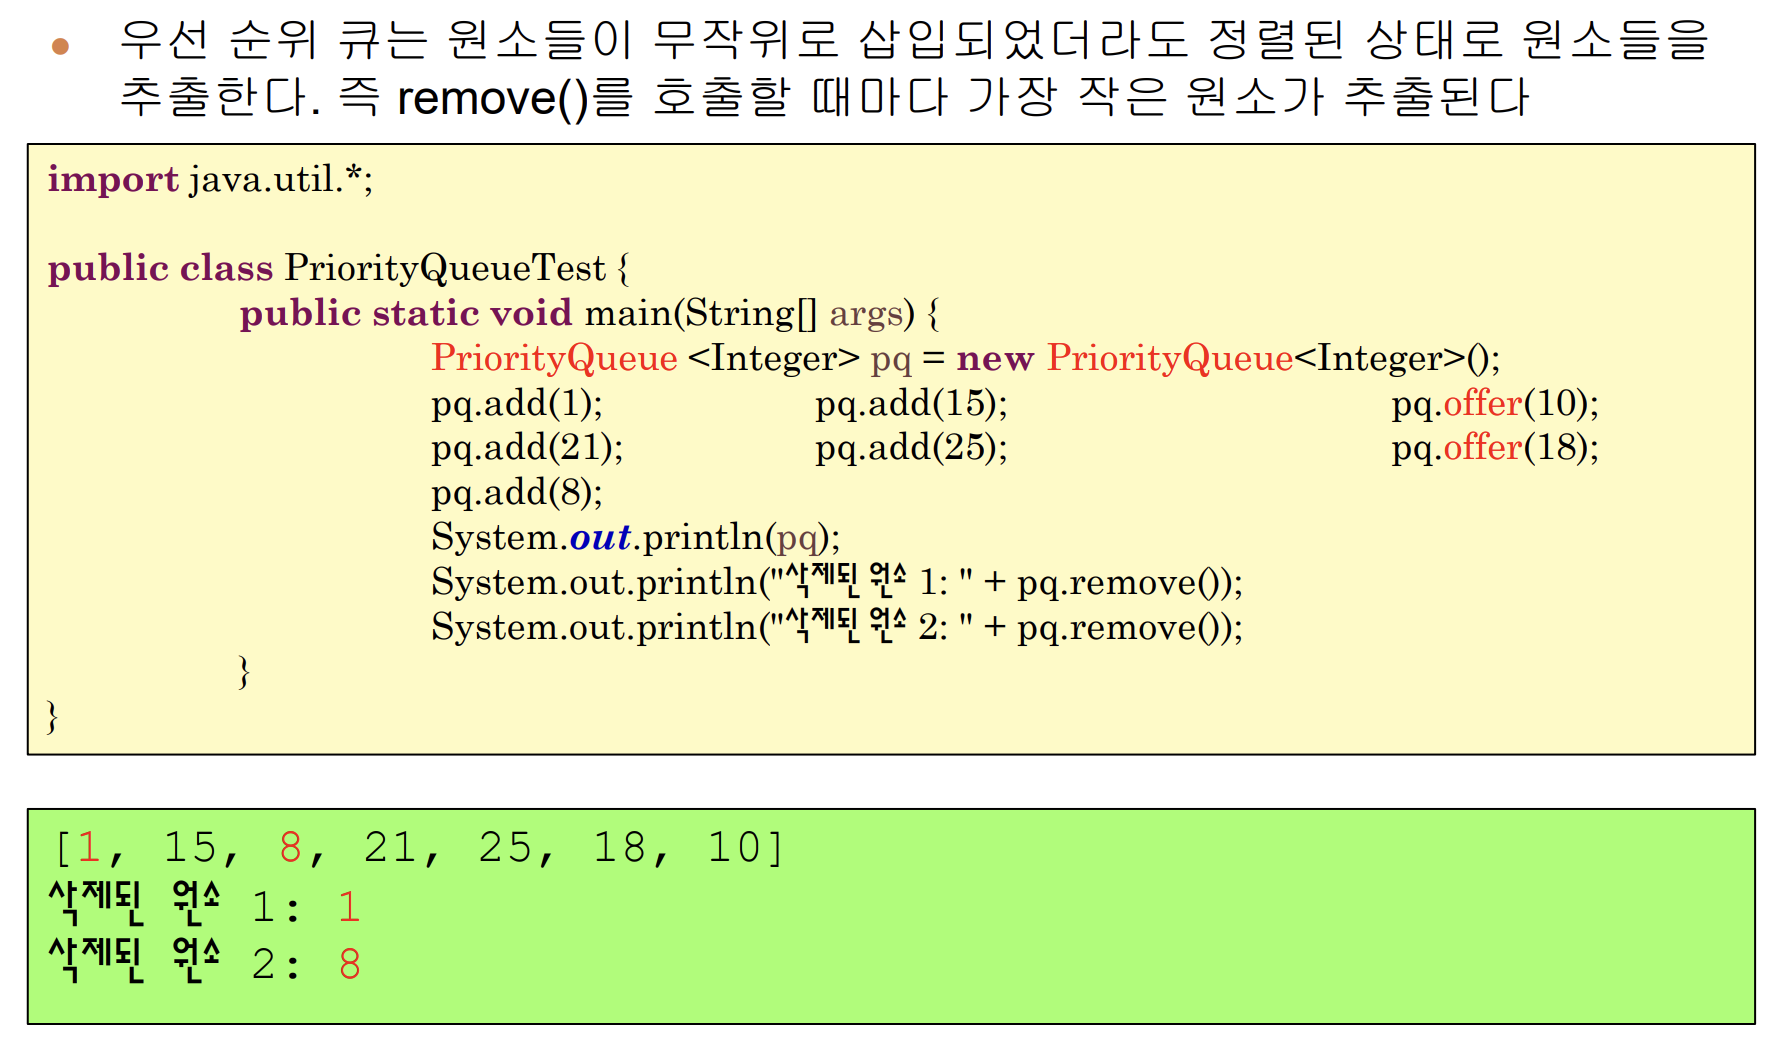 • 우선 순위 큐는 원소들이 무작위로 삽입되었더라도 정렬된 상태로 원소들을
추출한다. 즉 remove()를 호출할 때마다 가장 작은 원소가 추출된다
import java.util.*;
public class PriorityQueueTest {
public static void main(String[] args) {
PriorityQueue <Integer> pq = new PriorityQueue<Integer>();
pq.add(1); pq.add(15); pq.offer(10);
pq.add(21); pq.add(25); pq.offer(18);
pq.add(8);
System.out.println(pq);
System.out.println("삭제된 원소 1: " + pq.remove());
System.out.println("삭제된 원소 2: " + pq.remove());
}
}
[1, 15, 8, 21, 25, 18, 10]
삭제된 원소 1: 1
삭제된 원소 2: 8